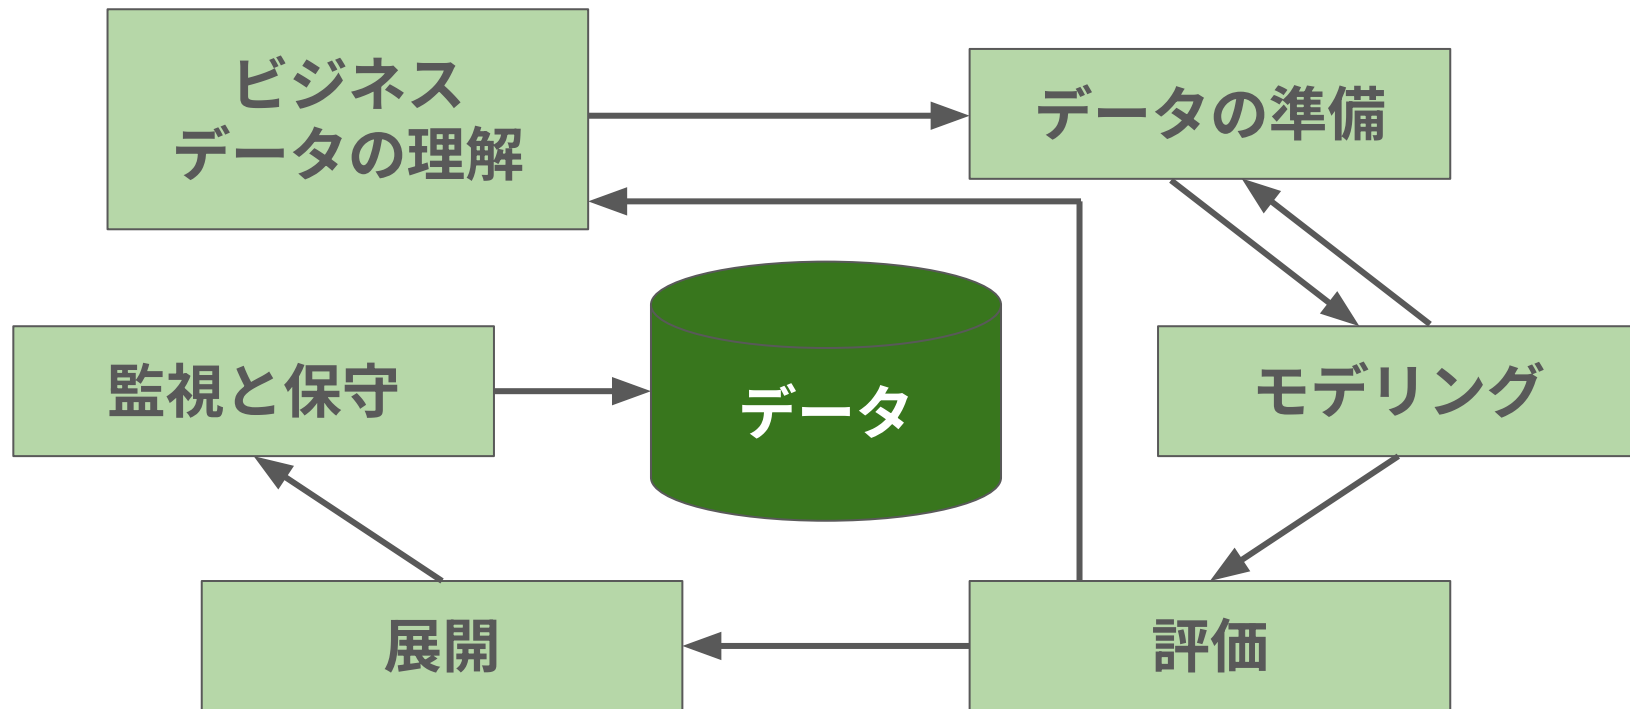 ビジネス
データの理解
データの準備
監視と保守
データ
モデリング
展開
評価